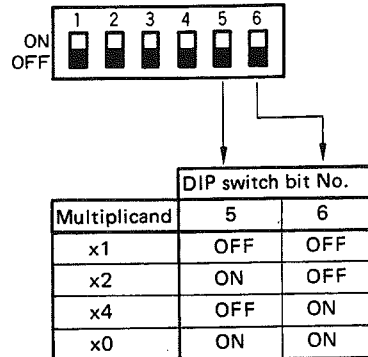 1 2 3 4 5 6
ON
OFF
DIP switch bit No.
Multiplicand 5 6
x1 OFF OFF
x2 ON OFF
x4 OFF ON
x0 ON ON